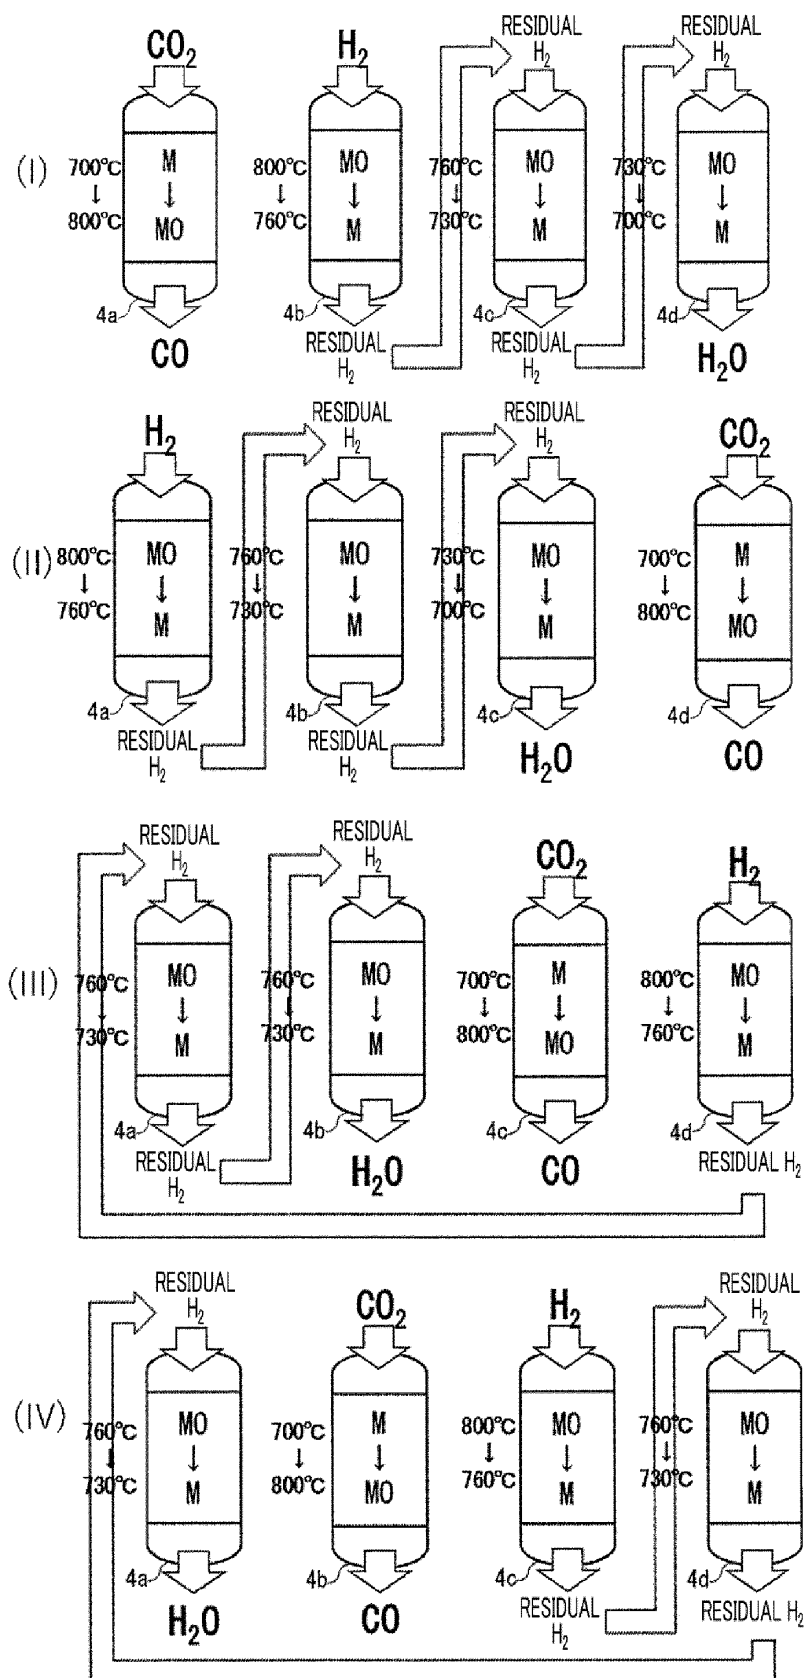 (I)
CO2
700°C
↓
800°C
M
↓
MO
4a
CO
H2
800°C
↓
760°C
MO
↓
M
4b
RESIDUAL
H2
RESIDUAL
H2
760°C
↓
730°C
MO
↓
M
4c
RESIDUAL
H2
RESIDUAL
H2
730°C
↓
700°C
MO
↓
M
4d
H2O
(II)
H2
800°C
↓
760°C
MO
↓
M
4a
RESIDUAL
H2
RESIDUAL
H2
760°C
↓
730°C
MO
↓
M
4b
RESIDUAL
H2
RESIDUAL
H2
730°C
↓
700°C
MO
↓
M
4c
H2O
CO2
700°C
↓
800°C
M
↓
MO
4d
CO
(III)
RESIDUAL
H2
760°C
↓
730°C
MO
↓
M
4a
RESIDUAL
H2
RESIDUAL
H2
760°C
↓
730°C
MO
↓
M
4b
H2O
CO2
700°C
↓
800°C
M
↓
MO
4c
CO
H2
800°C
↓
760°C
MO
↓
M
4d
RESIDUAL H2
(IV)
RESIDUAL
H2
760°C
↓
730°C
MO
↓
M
4a
H2O
CO2
700°C
↓
800°C
M
↓
MO
4b
CO
H2
800°C
↓
760°C
MO
↓
M
4c
RESIDUAL
H2
RESIDUAL
H2
760°C
↓
730°C
MO
↓
M
4d
RESIDUAL H2